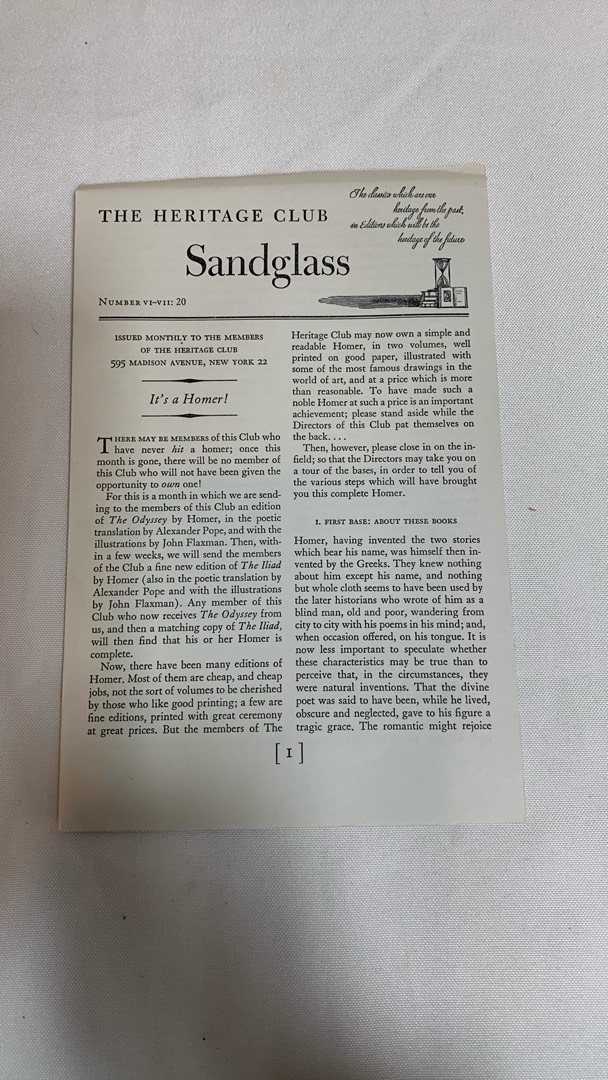 THE HERITAGE CLUB
The classics which are our
heritage from the past,
in Editions which will be the
heritage of the future
Sandglass
NUMBER VI-VII: 20
ISSUED MONTHLY TO THE MEMBERS
OF THE HERITAGE CLUB
595 MADISON AVENUE, NEW YORK 22
It's a Homer!
THERE MAY BE MEMBERS of this Club who
have never hit a homer; once this
month is gone, there will be no member of
this Club who will not have been given the
opportunity to own one!
For this is a month in which we are send-
ing to the members of this Club an edition
of The Odyssey by Homer, in the poetic
translation by Alexander Pope, and with the
illustrations by John Flaxman. Then, with-
in a few weeks, we will send the members
of the Club a fine new edition of The Iliad
by Homer (also in the poetic translation by
Alexander Pope and with the illustrations
by John Flaxman). Any member of this
Club who now receives The Odyssey from
us, and then a matching copy of The Iliad,
will then find that his or her Homer is
complete.
Now, there have been many editions of
Homer. Most of them are cheap, and cheap
jobs, not the sort of volumes to be cherished
by those who like good printing; a few are
fine editions, printed with great ceremony
at great prices. But the members of The
Heritage Club may now own a simple and
readable Homer, in two volumes, well
printed on good paper, illustrated with
some of the most famous drawings in the
world of art, and at a price which is more
than reasonable. To have made such a
noble Homer at such a price is an important
achievement; please stand aside while the
Directors of this Club pat themselves on
the back. . . .
Then, however, please close in on the in-
field; so that the Directors may take you on
a tour of the bases, in order to tell you of
the various steps which will have brought
you this complete Homer.
I. FIRST BASE: ABOUT THESE BOOKS
Homer, having invented the two stories
which bear his name, was himself then in-
vented by the Greeks. They knew nothing
about him except his name, and nothing
but whole cloth seems to have been used by
the later historians who wrote of him as a
blind man, old and poor, wandering from
city to city with his poems in his mind; and,
when occasion offered, on his tongue. It is
now less important to speculate whether
these characteristics may be true than to
perceive that, in the circumstances, they
were natural inventions. That the divine
poet was said to have been, while he lived,
obscure and neglected, gave to his figure a
tragic grace. The romantic might rejoice
[ 1 ]